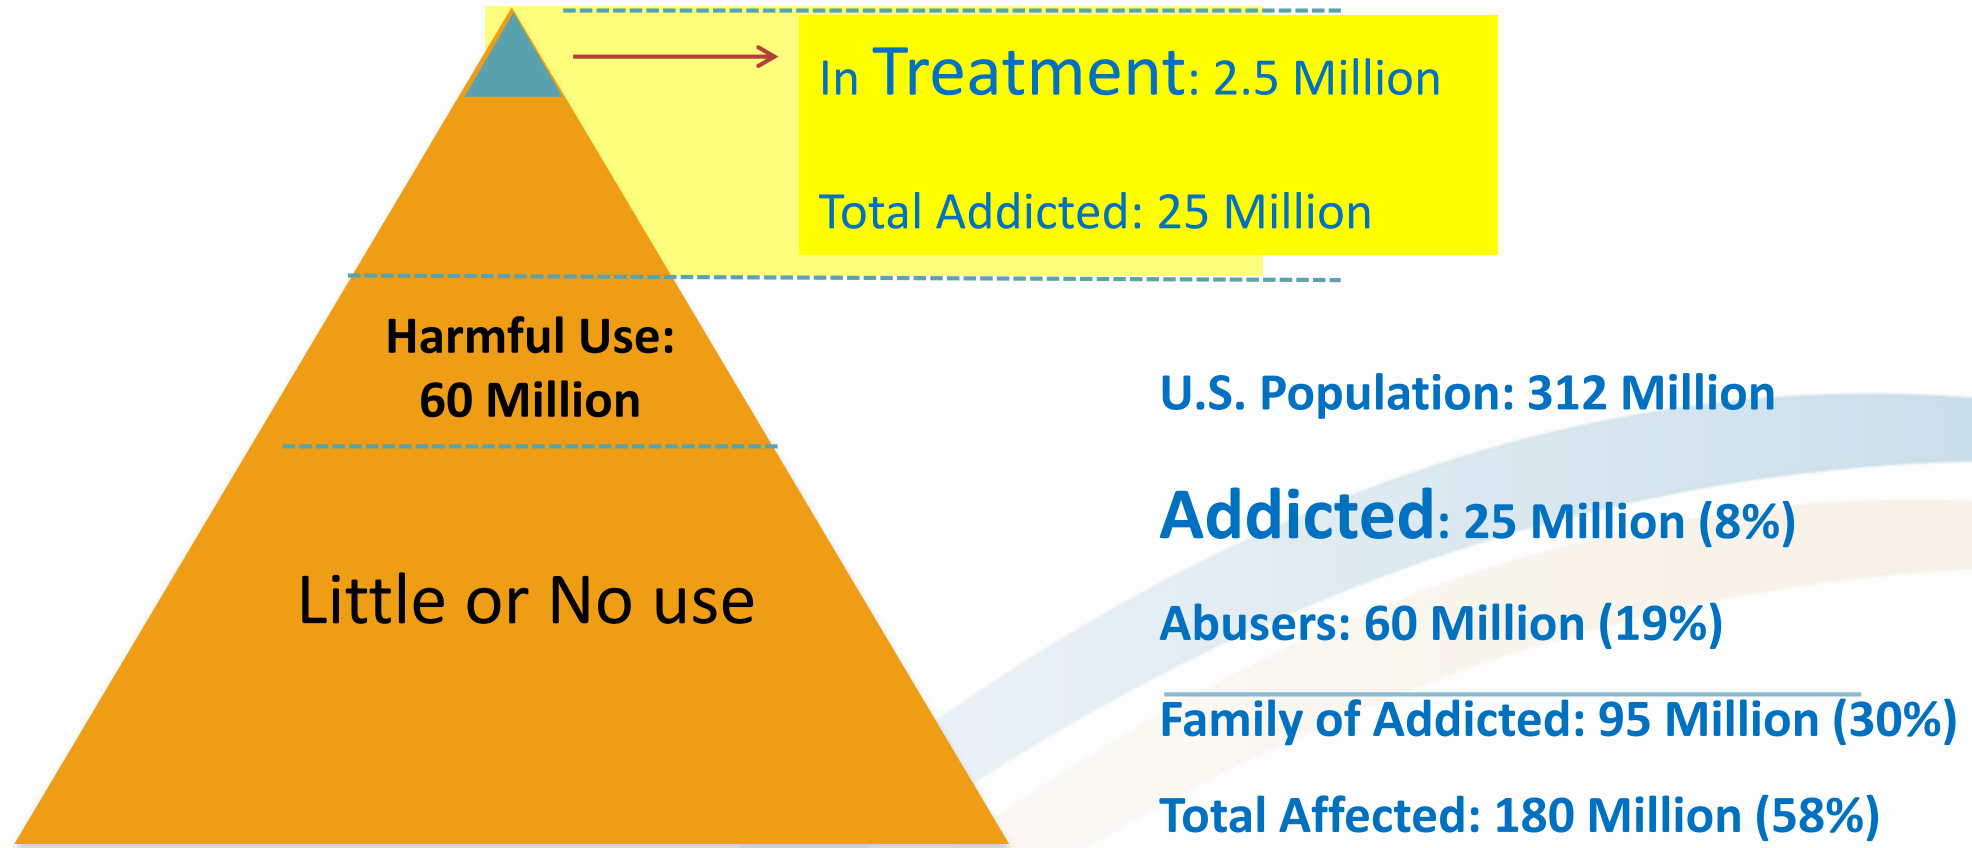 In Treatment: 2.5 Million
Total Addicted: 25 Million
Harmful Use:
60 Million
Little or No use
U.S. Population: 312 Million
Addicted: 25 Million (8%)
Abusers: 60 Million (19%)
Family of Addicted: 95 Million (30%)
Total Affected: 180 Million (58%)